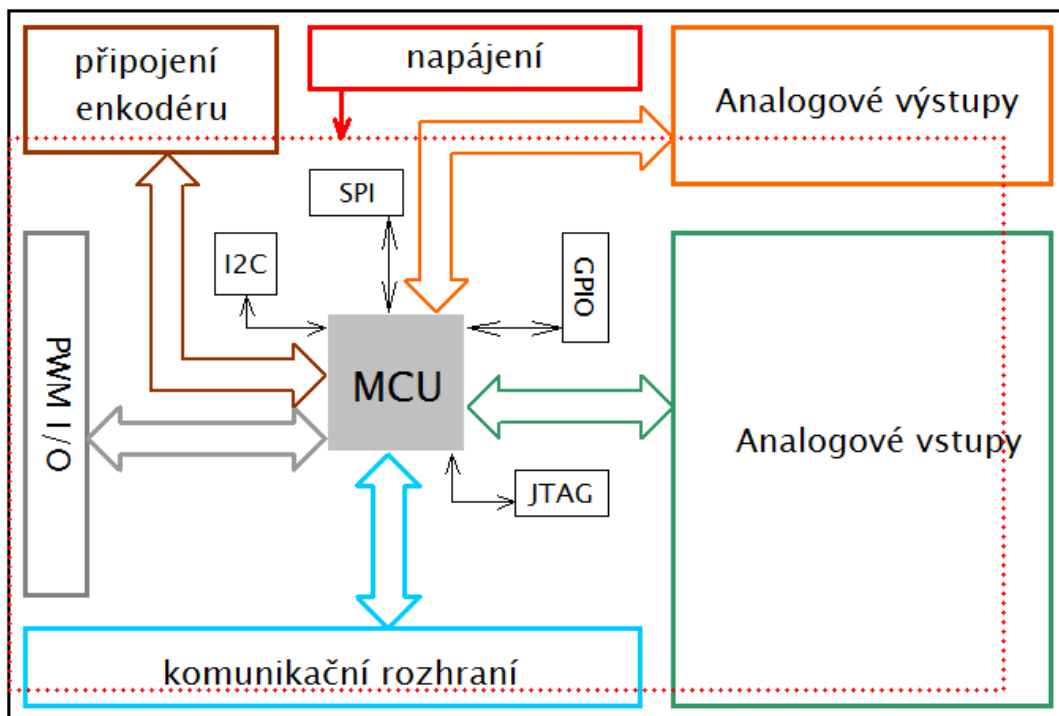 připojení
enkodéru
napájení
Analogové výstupy
SPI
I2C
GPIO
PWM I/O
MCU
Analogové vstupy
JTAG
komunikační rozhraní